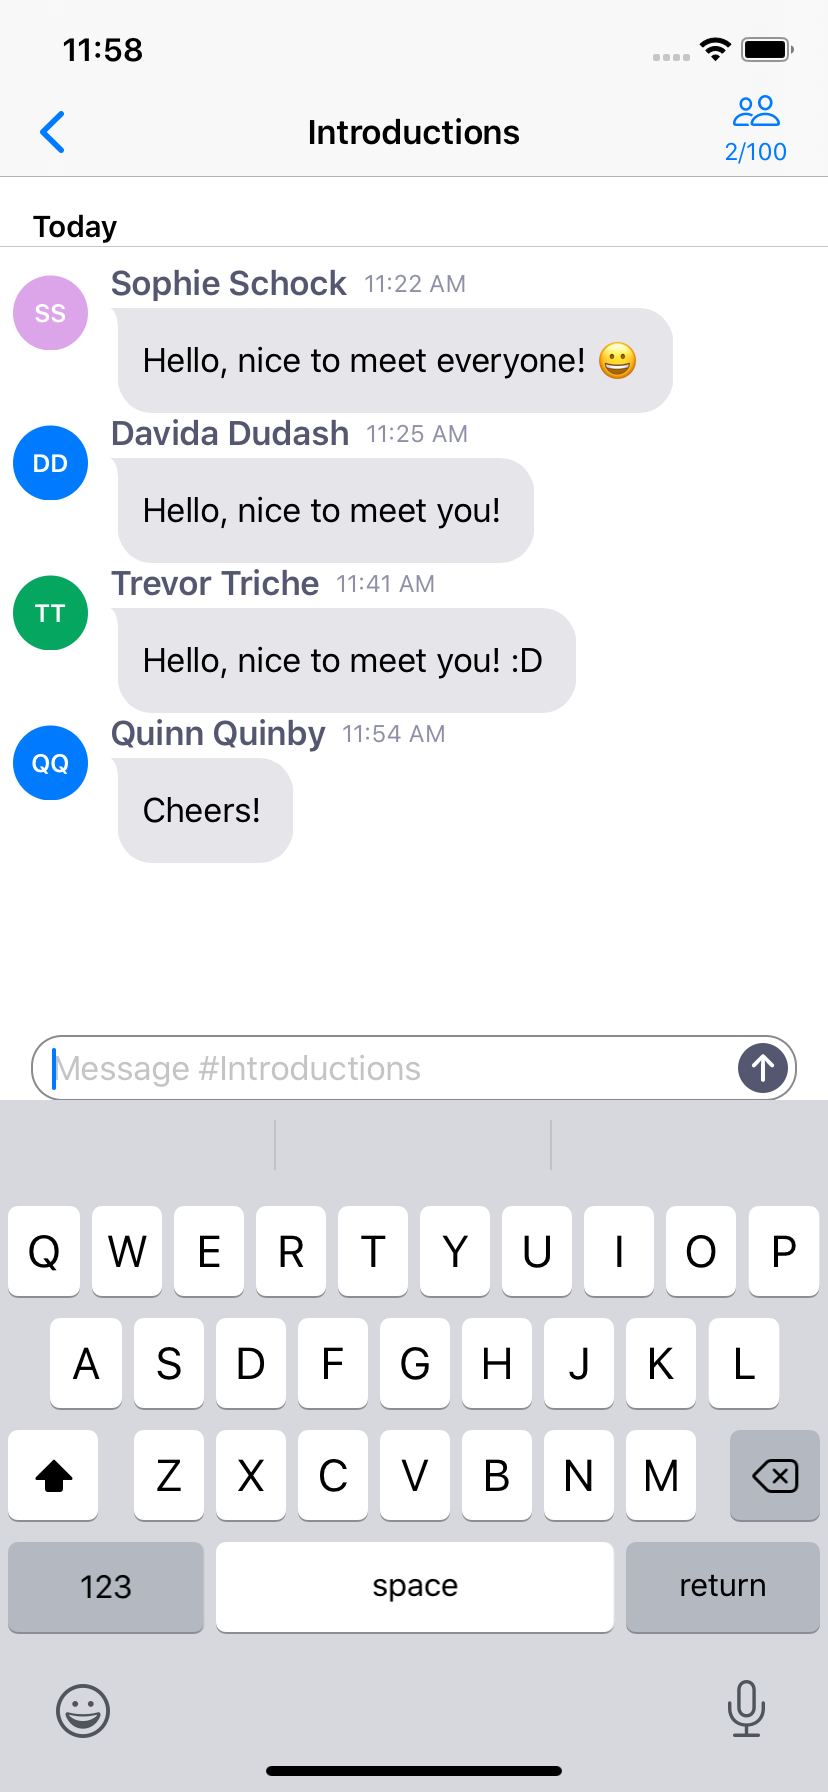 11:58
Introductions
2/100
Today
Sophie Schock 11:22 AM
SS
Hello, nice to meet everyone! 😀
Davida Dudash 11:25 AM
DD
Hello, nice to meet you!
Trevor Triche 11:41 AM
TT
Hello, nice to meet you! :D
Quinn Quinby 11:54 AM
QQ
Cheers!
Message #Introductions
Q W E R T Y U I O P
A S D F G H J K L
Z X C V B N M
123 space return